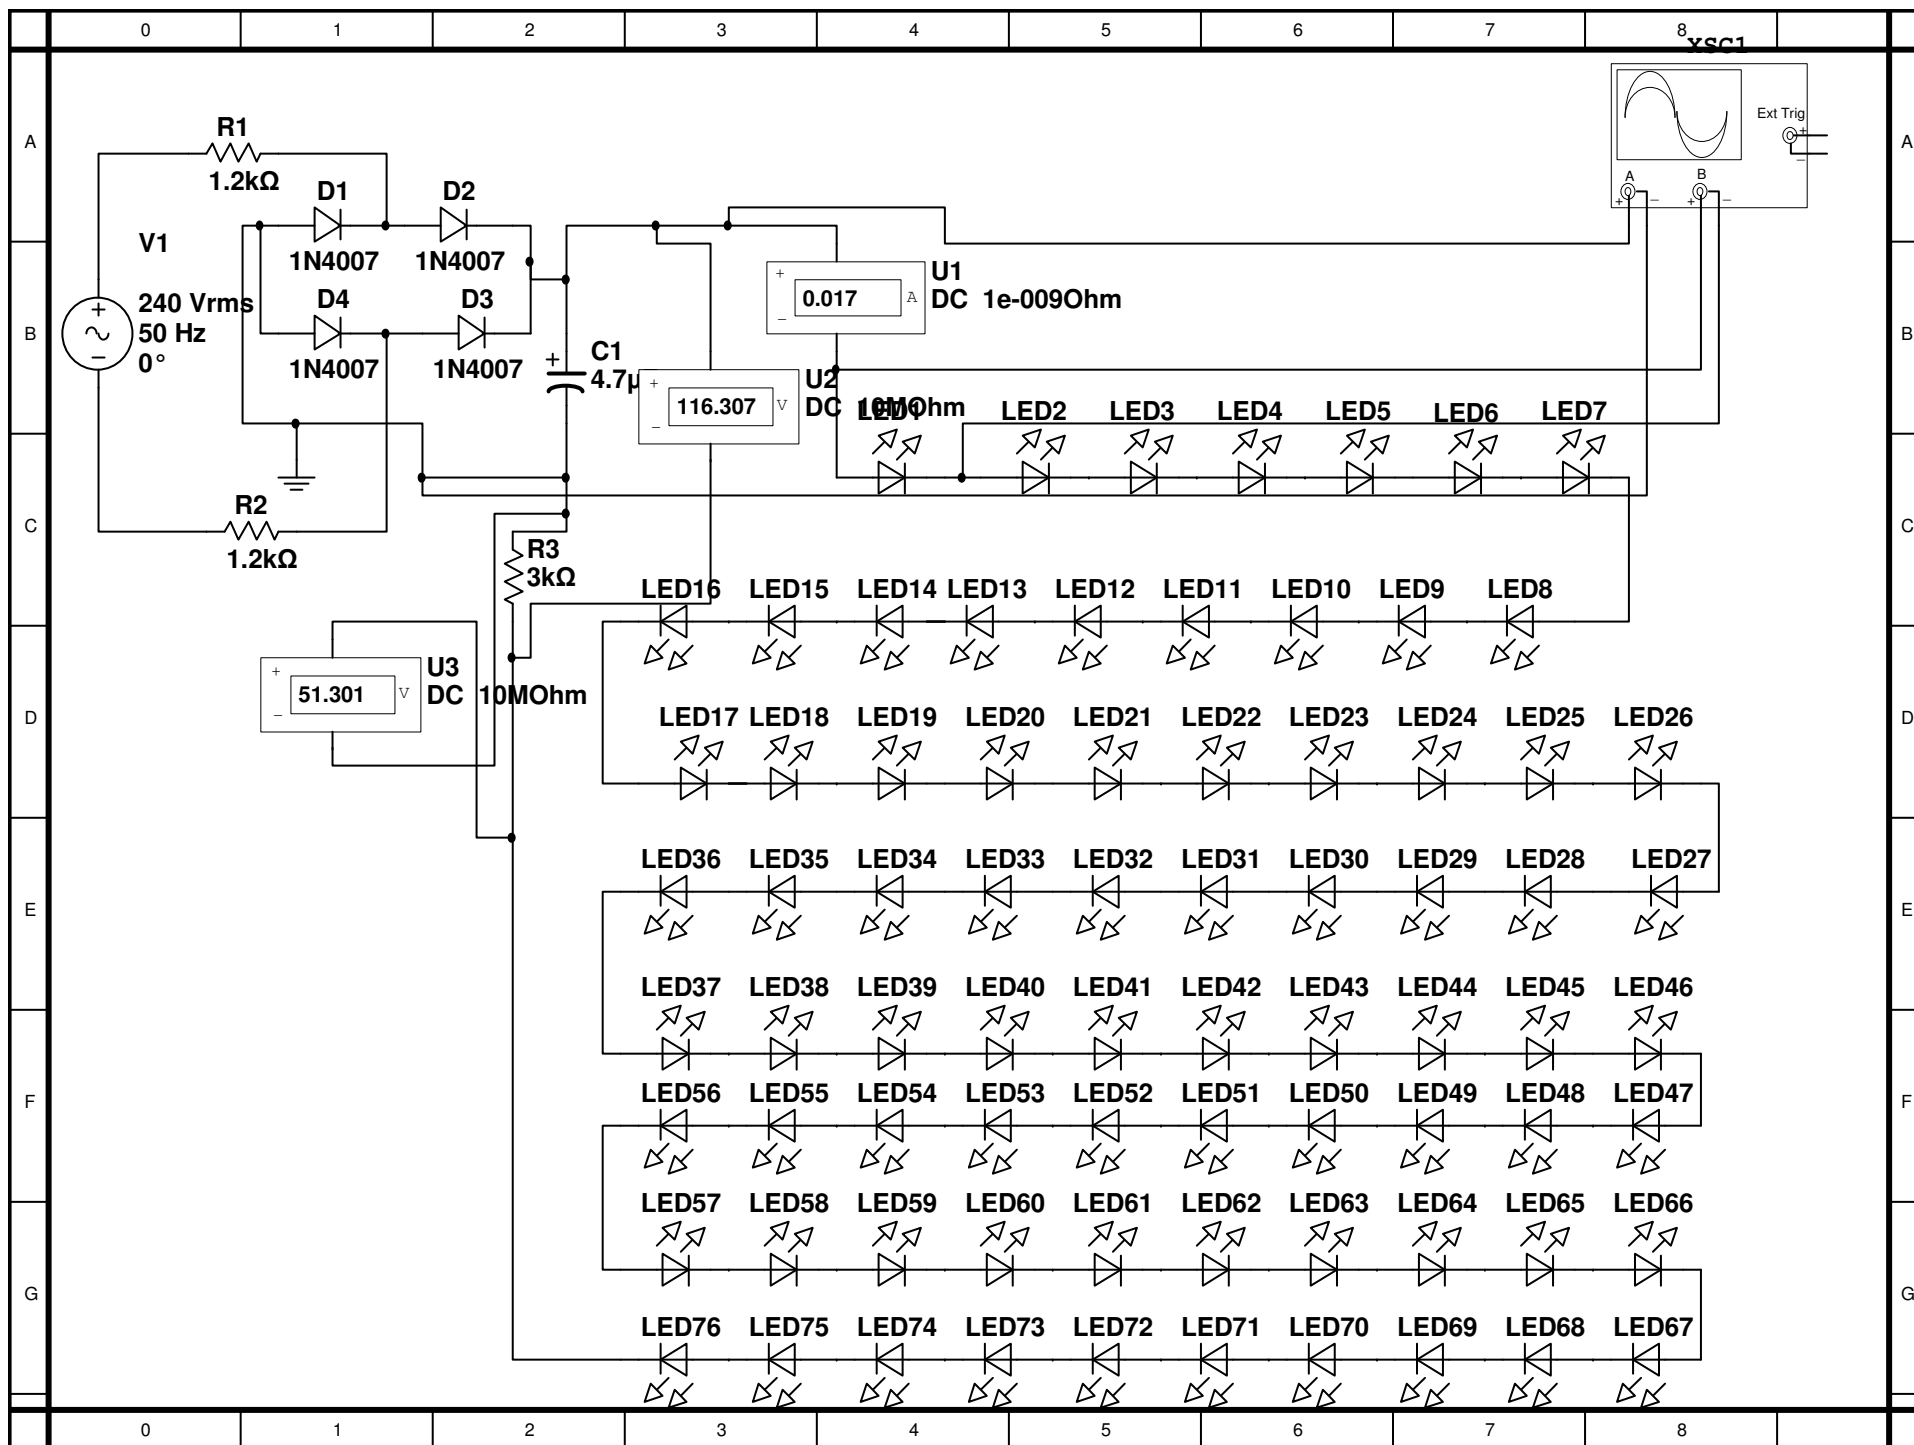 0 1 2 3 4 5 6 7 8
XSC1
Ext Trig
+
−
A B
+ − + −
A A
R1
1.2kΩ
D1 D2
1N4007 1N4007
V1
240 Vrms
50 Hz
0°
+
−
D4 D3
1N4007 1N4007
U1
DC 1e-009Ohm
+
0.017 A
−
B B
C1
+
4.7µ
U2
DC 10MOhm
+
116.307 V
−
LED1 LED2 LED3 LED4 LED5 LED6 LED7
R2
1.2kΩ
C C
R3
3kΩ
LED16 LED15 LED14 LED13 LED12 LED11 LED10 LED9 LED8
U3
DC 10MOhm
+
51.301 V
−
D D
LED17 LED18 LED19 LED20 LED21 LED22 LED23 LED24 LED25 LED26
LED36 LED35 LED34 LED33 LED32 LED31 LED30 LED29 LED28 LED27
E E
LED37 LED38 LED39 LED40 LED41 LED42 LED43 LED44 LED45 LED46
LED56 LED55 LED54 LED53 LED52 LED51 LED50 LED49 LED48 LED47
F F
LED57 LED58 LED59 LED60 LED61 LED62 LED63 LED64 LED65 LED66
G G
LED76 LED75 LED74 LED73 LED72 LED71 LED70 LED69 LED68 LED67
0 1 2 3 4 5 6 7 8